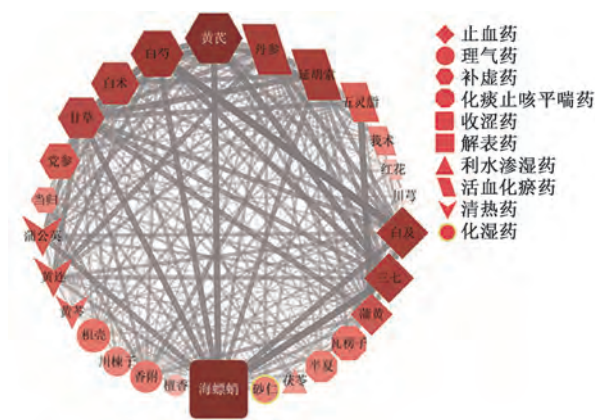 黄芪
丹参
延胡索
五灵脂
莪术
红花
川芎
白及
三七
蒲黄
瓦楞子
半夏
茯苓
砂仁
海螵蛸
檀香
香附
川楝子
枳壳
黄芩
黄连
蒲公英
当归
党参
甘草
白术
白芍
止血药
理气药
补虚药
化痰止咳平喘药
收涩药
解表药
利水渗湿药
活血化瘀药
清热药
化湿药